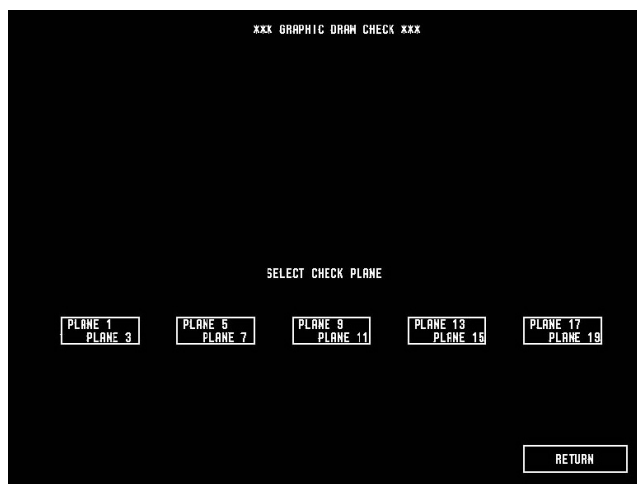 *** GRAPHIC DRAW CHECK ***
SELECT CHECK PLANE
PLANE 1
PLANE 3
PLANE 5
PLANE 7
PLANE 9
PLANE 11
PLANE 13
PLANE 15
PLANE 17
PLANE 19
RETURN